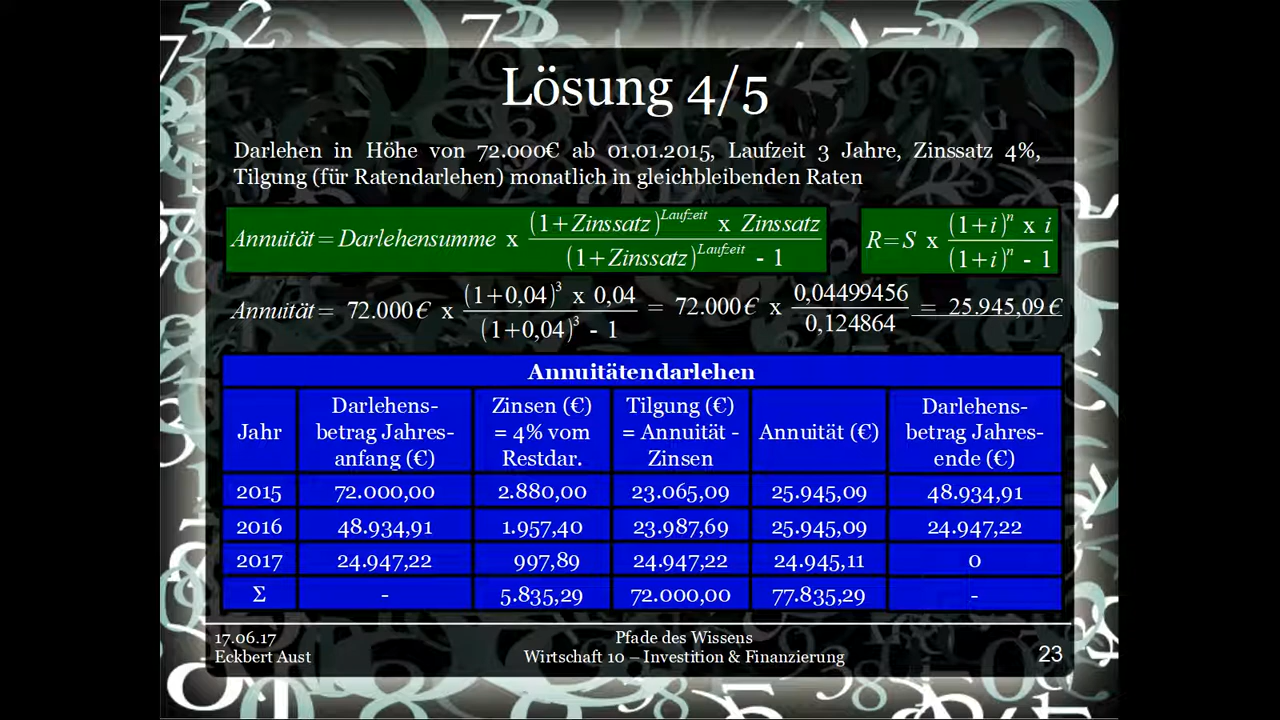 Lösung 4/5
Darlehen in Höhe von 72.000€ ab 01.01.2015, Laufzeit 3 Jahre, Zinssatz 4%,
Tilgung (für Ratendarlehen) monatlich in gleichbleibenden Raten
Annuität = Darlehensumme x (1+Zinssatz)^Laufzeit x Zinssatz / (1+Zinssatz)^Laufzeit - 1
R=S x (1+i)^n x i / (1+i)^n - 1
Annuität = 72.000€ x (1+0,04)^3 x 0,04 / (1+0,04)^3 - 1 = 72.000€ x 0,04499456 / 0,124864 = 25.945,09€
Annuitätendarlehen
Jahr
Darlehens-
betrag Jahres-
anfang (€)
Zinsen (€)
= 4% vom
Restdar.
Tilgung (€)
= Annuität -
Zinsen
Annuität (€)
Darlehens-
betrag Jahres-
ende (€)
2015 72.000,00 2.880,00 23.065,09 25.945,09 48.934,91
2016 48.934,91 1.957,40 23.987,69 25.945,09 24.947,22
2017 24.947,22 997,89 24.947,22 24.945,11 0
Σ - 5.835,29 72.000,00 77.835,29 -
17.06.17
Eckbert Aust
Pfade des Wissens
Wirtschaft 10 – Investition & Finanzierung
23